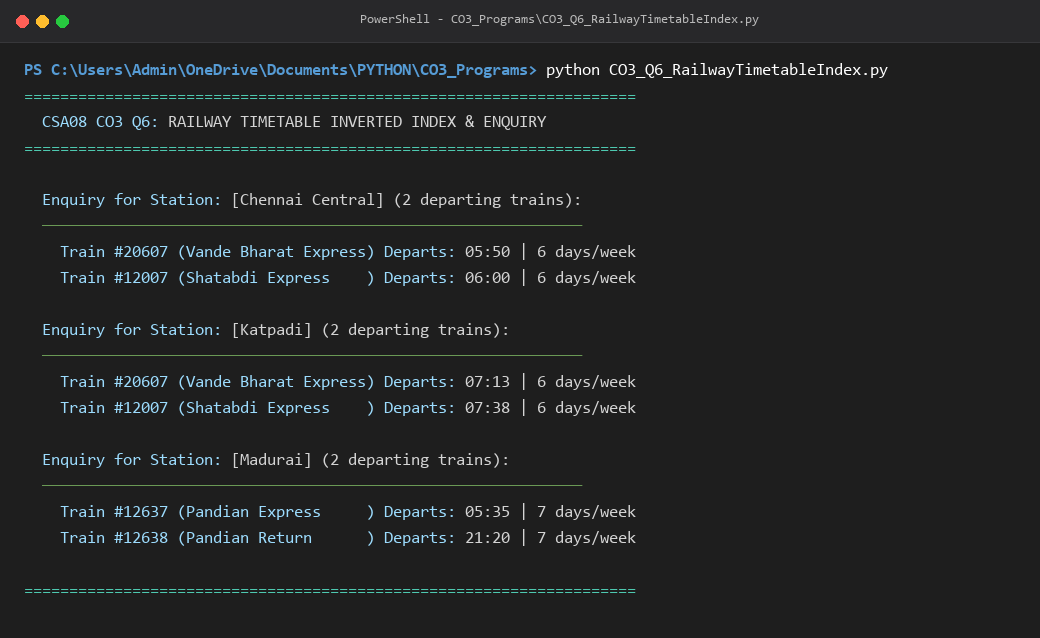 PowerShell - CO3_Programs\CO3_Q6_RailwayTimetableIndex.py
PS C:\Users\Admin\OneDrive\Documents\PYTHON\CO3_Programs> python CO3_Q6_RailwayTimetableIndex.py
====================================================================
  CSA08 CO3 Q6: RAILWAY TIMETABLE INVERTED INDEX & ENQUIRY
====================================================================
  Enquiry for Station: [Chennai Central] (2 departing trains):
  ────────────────────────────────────────────────────────────
    Train #20607 (Vande Bharat Express) Departs: 05:50 | 6 days/week
    Train #12007 (Shatabdi Express    ) Departs: 06:00 | 6 days/week
  Enquiry for Station: [Katpadi] (2 departing trains):
  ────────────────────────────────────────────────────────────
    Train #20607 (Vande Bharat Express) Departs: 07:13 | 6 days/week
    Train #12007 (Shatabdi Express    ) Departs: 07:38 | 6 days/week
  Enquiry for Station: [Madurai] (2 departing trains):
  ────────────────────────────────────────────────────────────
    Train #12637 (Pandian Express     ) Departs: 05:35 | 7 days/week
    Train #12638 (Pandian Return      ) Departs: 21:20 | 7 days/week
====================================================================